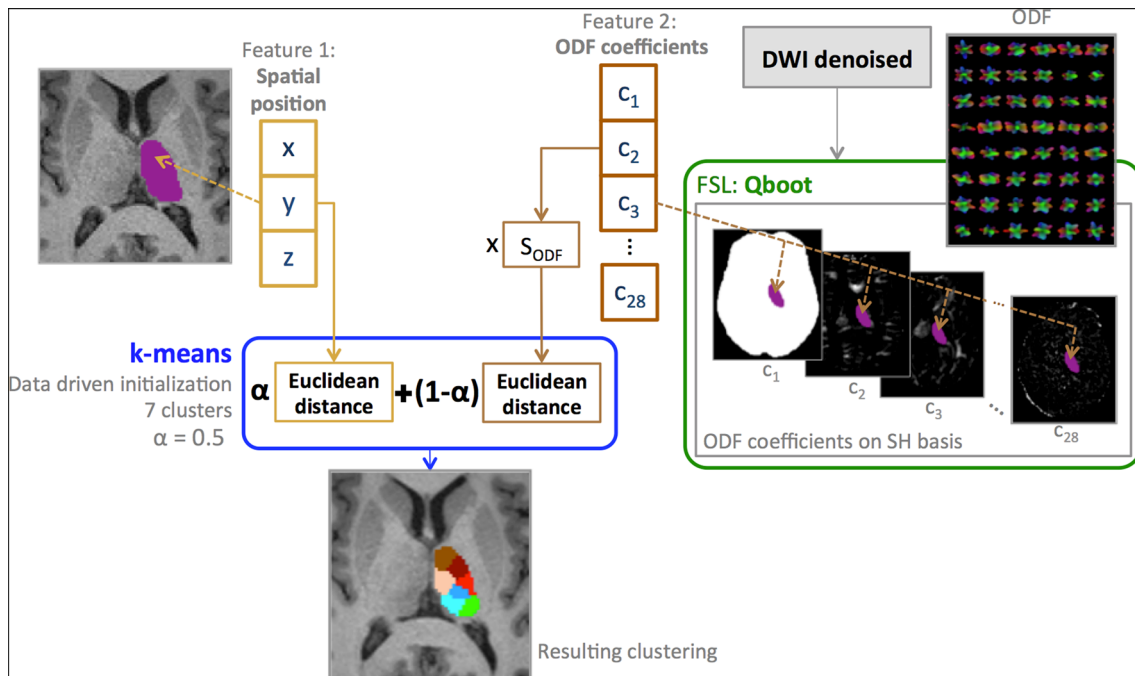 Feature 1:
Spatial
position
x
y
z
Feature 2:
ODF coefficients
c1
c2
c3
⋮
c28
x
SODF
DWI denoised
ODF
FSL: Qboot
c1
c2
c3
...
...
c28
ODF coefficients on SH basis
k-means
Data driven initialization
7 clusters
α = 0.5
α
Euclidean
distance
+(1-α)
Euclidean
distance
Resulting clustering